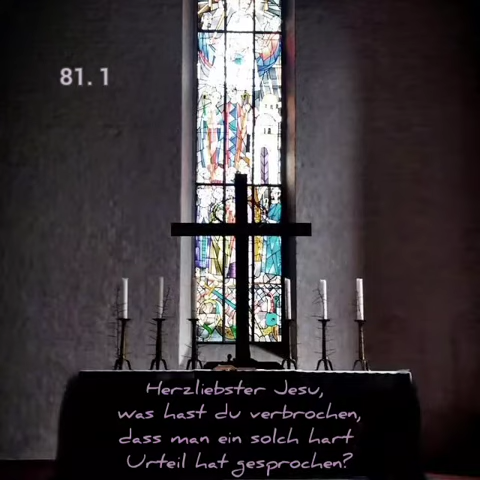 81. 1
Herzliebster Jesu,
was hast du verbrochen,
dass man ein solch hart
Urteil hat gesprochen?